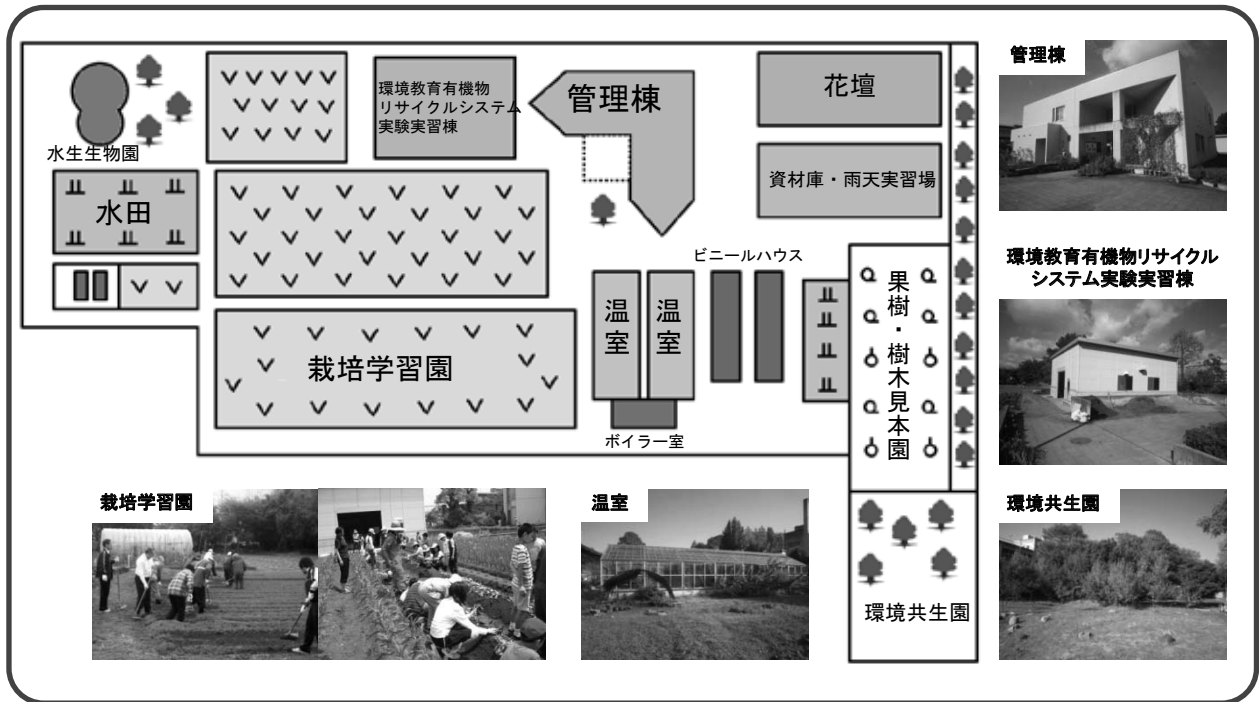 環境教育有機物
リサイクルシステム
実験実習棟
管理棟
花壇
水生生物園
水田
資材庫・雨天実習場
ビニールハウス
温室
温室
果樹・樹木見本園
栽培学習園
ボイラー室
環境共生園
管理棟
環境教育有機物リサイクル
システム実験実習棟
栽培学習園
温室
環境共生園